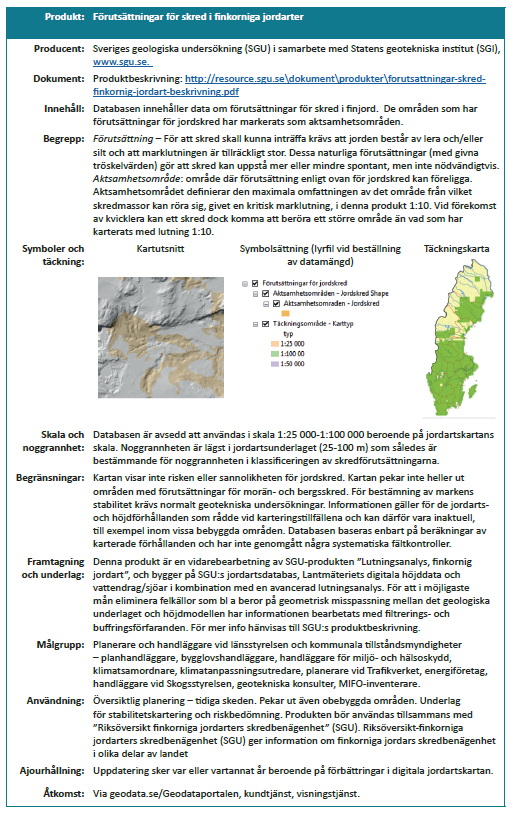 Produkt: Förutsättningar för skred i finkorniga jordarter
Producent: Sveriges geologiska undersökning (SGU) i samarbete med Statens geotekniska institut (SGI),
www.sgu.se.
Dokument: Produktbeskrivning: http://resource.sgu.se\dokument\produkter\forutsattningar-skred-
finkornig-jordart-beskrivning.pdf
Innehåll: Databasen innehåller data om förutsättningar för skred i finjord. De områden som har
förutsättningar för jordskred har markerats som aktsamhetsområden.
Begrepp: Förutsättning – För att skred skall kunna inträffa krävs att jorden består av lera och/eller
silt och att marklutningen är tillräckligt stor. Dessa naturliga förutsättningar (med givna
tröskelvärden) gör att skred kan uppstå mer eller mindre spontant, men inte nödvändigtvis.
Aktsamhetsområde: område där förutsättning enligt ovan för jordskred kan föreligga.
Aktsamhetsområdet definierar den maximala omfattningen av det område från vilket
skredmassor kan röra sig, givet en kritisk marklutning, i denna produkt 1:10. Vid förekomst
av kvicklera kan ett skred dock komma att beröra ett större område än vad som har
karterats med lutning 1:10.
Symboler och täckning: Kartutsnitt Symbolsättning (lyrfil vid beställning av datamängd) Täckningskarta
Förutsättningar för jordskred
Aktsamhetsområden - Jordskred Shape
Aktsamhetsomraden - Jordskred
Täckningsområde - Karttyp
typ
1:25 000
1:100 00
1:50 000
Skala och noggrannhet: Databasen är avsedd att användas i skala 1:25 000-1:100 000 beroende på jordartskartans
skala. Noggrannheten är lägst i jordartsunderlaget (25-100 m) som således är
bestämmande för noggrannheten i klassificeringen av skredförutsättningarna.
Begräsningar: Kartan visar inte risken eller sannolikheten för jordskred. Kartan pekar inte heller ut
områden med förutsättningar för morän- och bergsskred. För bestämning av markens
stabilitet krävs normalt geotekniska undersökningar. Informationen gäller för de jordarts-
och höjdförhållanden som rådde vid karteringstillfällena och kan därför vara inaktuell,
till exempel inom vissa bebyggda områden. Databasen baseras enbart på beräkningar av
karterade förhållanden och har inte genomgått några systematiska fältkontroller.
Framtagning och underlag: Denna produkt är en vidarebearbetning av SGU-produkten ”Lutningsanalys, finkornig
jordart”, och bygger på SGU:s jordartsdatabas, Lantmäteriets digitala höjddata och
vattendrag/sjöar i kombination med en avancerad lutningsanalys. För att i möjligaste
mån eliminera felkällor som bl a beror på geometrisk misspassning mellan det geologiska
underlaget och höjdmodellen har informationen bearbetats med filtrerings- och
buffringsförfaranden. För mer info hänvisas till SGU:s produktbeskrivning.
Målgrupp: Planerare och handläggare vid länsstyrelsen och kommunala tillståndsmyndigheter
– planhandläggare, bygglovshandläggare, handläggare för miljö- och hälsoskydd,
klimatsamordnare, klimatanpassningsutredare, planerare vid Trafikverket, energiföretag,
handläggare vid Skogsstyrelsen, geotekniska konsulter, MIFO-inventerare.
Användning: Översiktlig planering – tidiga skeden. Pekar ut även obebyggda områden. Underlag
för stabilitetskartering och riskbedömning. Produkten bör användas tillsammans med
”Riksöversikt finkorniga jordarters skredbenägenhet” (SGU). Riksöversikt-finkorniga
jordarters skredbenägenhet (SGU) ger information om finkorniga jordars skredbenägenhet
i olika delar av landet
Ajourhållning: Uppdatering sker var eller vartannat år beroende på förbättringar i digitala jordartskartan.
Åtkomst: Via geodata.se/Geodataportalen, kundtjänst, visningstjänst.